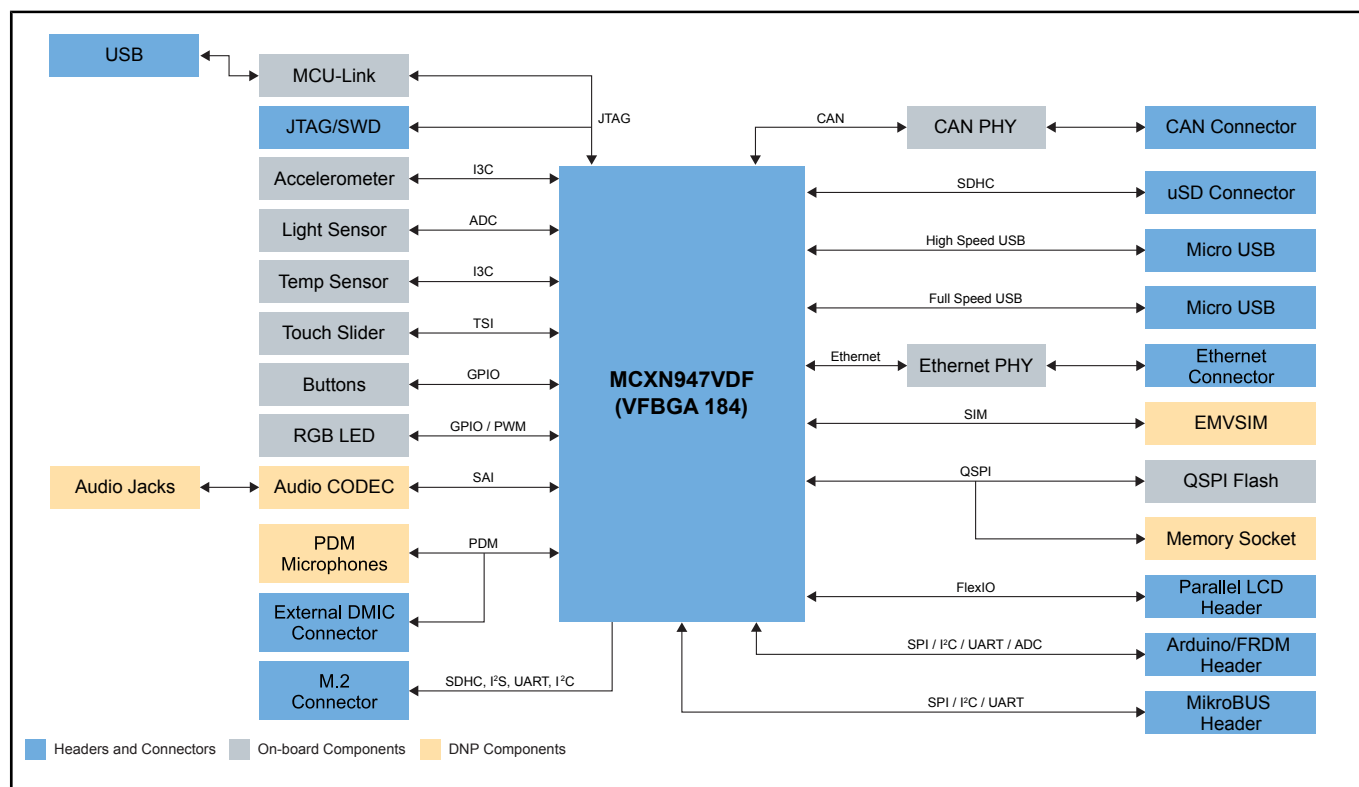 USB
MCU-Link
JTAG/SWD
JTAG
Accelerometer
I3C
Light Sensor
ADC
Temp Sensor
I3C
Touch Slider
TSI
Buttons
GPIO
RGB LED
GPIO / PWM
Audio Jacks
Audio CODEC
SAI
PDM
Microphones
PDM
External DMIC
Connector
M.2
Connector
SDHC, I²S, UART, I²C
MCXN947VDF
(VFBGA 184)
CAN
CAN PHY
CAN Connector
SDHC
uSD Connector
High Speed USB
Micro USB
Full Speed USB
Micro USB
Ethernet
Ethernet PHY
Ethernet
Connector
SIM
EMVSIM
QSPI
QSPI Flash
Memory Socket
FlexIO
Parallel LCD
Header
SPI / I²C / UART / ADC
Arduino/FRDM
Header
SPI / I²C / UART
MikroBUS
Header
Headers and Connectors
On-board Components
DNP Components